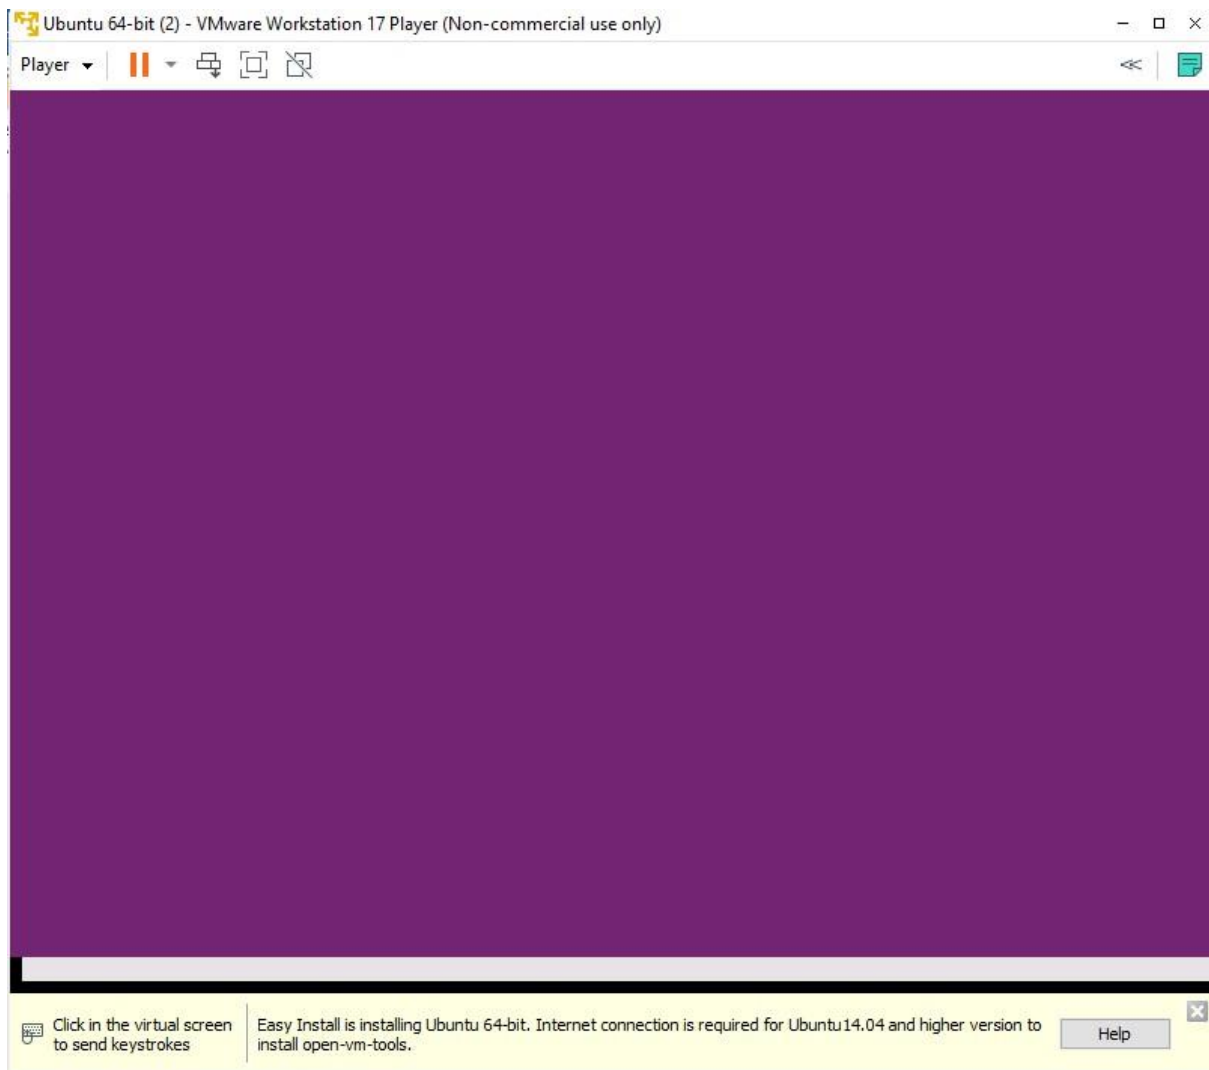 Ubuntu 64-bit (2) - VMware Workstation 17 Player (Non-commercial use only)
Player
Click in the virtual screen
to send keystrokes
Easy Install is installing Ubuntu 64-bit. Internet connection is required for Ubuntu14.04 and higher version to
install open-vm-tools.
Help